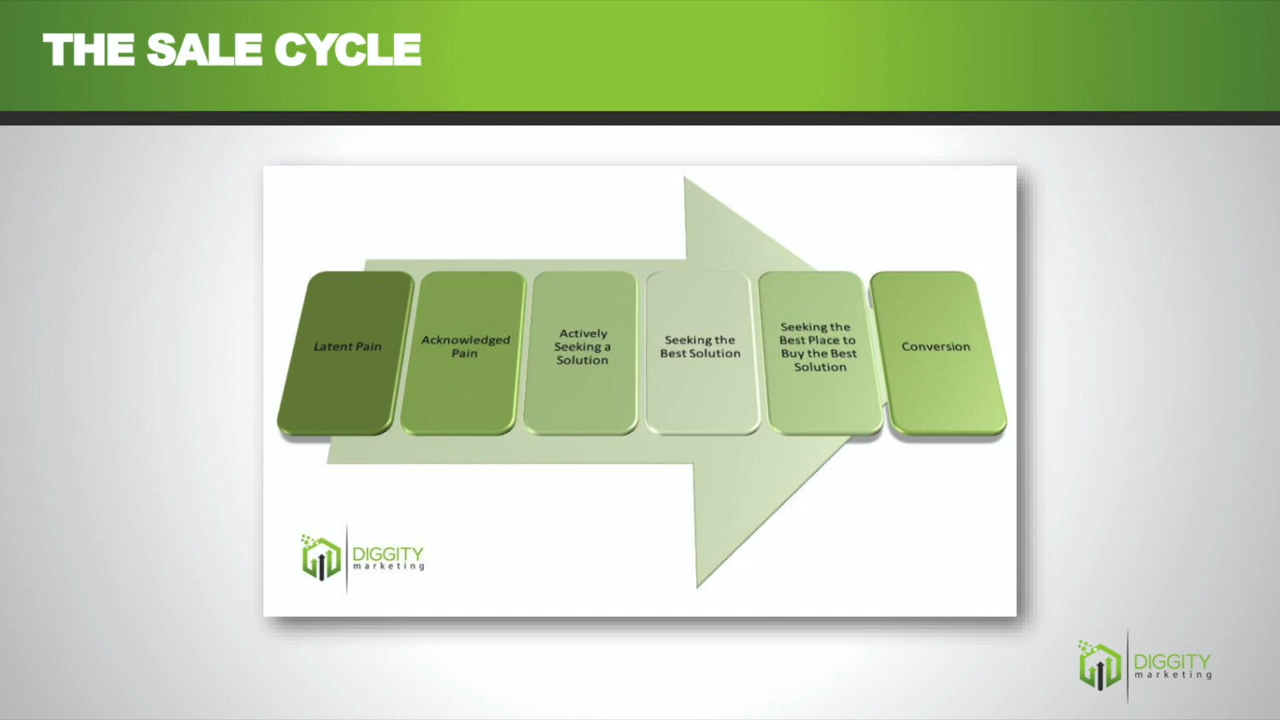 THE SALE CYCLE
Latent Pain
Acknowledged
Pain
Actively
Seeking a
Solution
Seeking the
Best Solution
Seeking the
Best Place to
Buy the Best
Solution
Conversion
DIGGITY
marketing
DIGGITY
marketing